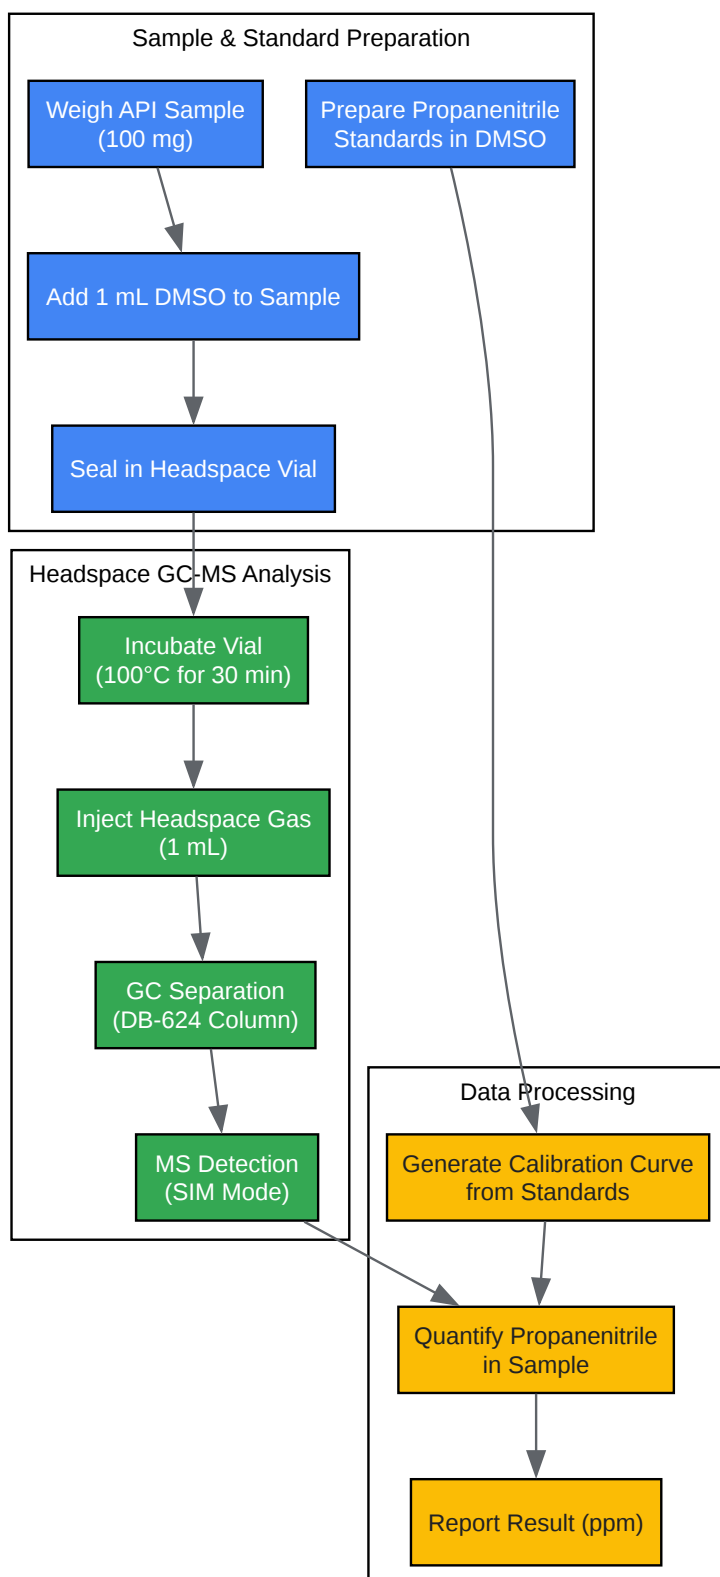 Sample & Standard Preparation
Weigh API Sample
(100 mg)
Prepare Propanenitrile
Standards in DMSO
Add 1 mL DMSO to Sample
Seal in Headspace Vial
Headspace GC-MS Analysis
Incubate Vial
(100°C for 30 min)
Inject Headspace Gas
(1 mL)
GC Separation
(DB-624 Column)
MS Detection
(SIM Mode)
Data Processing
Generate Calibration Curve
from Standards
Quantify Propanenitrile
in Sample
Report Result (ppm)